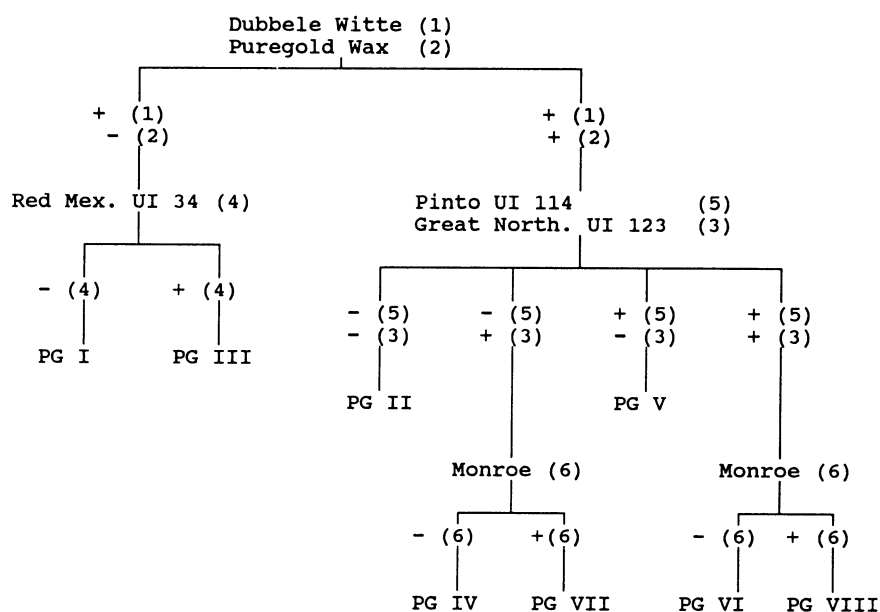 Dubbele Witte (1)
Puregold Wax (2)
+ (1)
- (2)
+ (1)
+ (2)
Red Mex. UI 34 (4)
Pinto UI 114 (5)
Great North. UI 123 (3)
- (4)
+ (4)
- (5)
- (3)
- (5)
+ (3)
+ (5)
- (3)
+ (5)
+ (3)
PG I
PG III
PG II
PG V
Monroe (6)
Monroe (6)
- (6)
+(6)
- (6)
+ (6)
PG IV
PG VII
PG VI
PG VIII